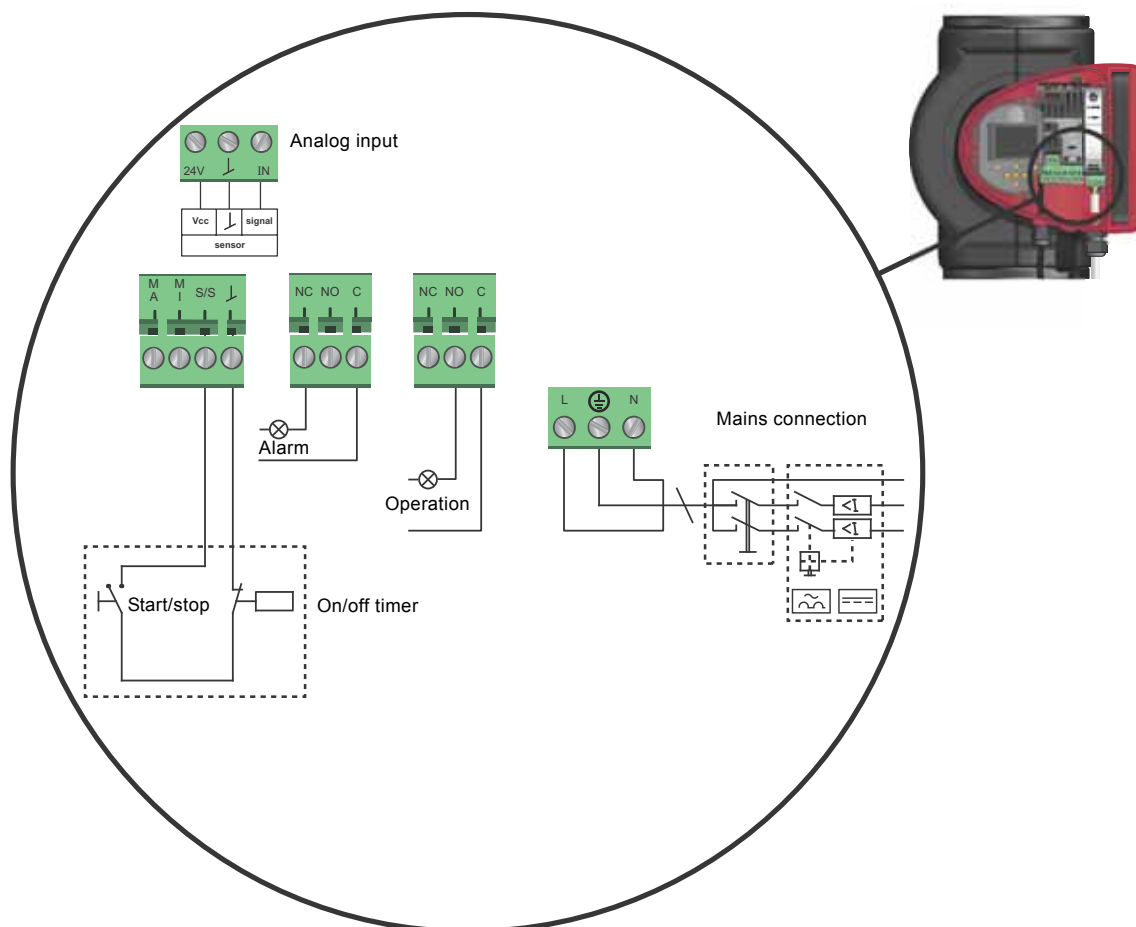 Analog input
24V IN
Vcc signal
sensor
M A M I S/S
NC NO C
NC NO C
Alarm
Operation
L N
Mains connection
<I
<I
Start/stop
On/off timer